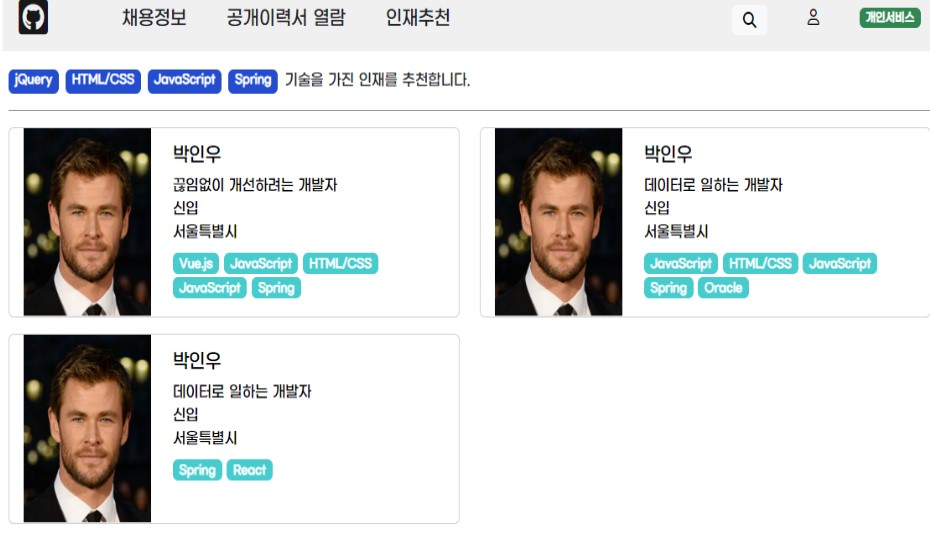 채용정보 공개이력서 열람 인재추천 개인서비스
jQuery HTML/CSS JavaScript Spring 기술을 가진 인재를 추천합니다.
박인우
끊임없이 개선하려는 개발자
신입
서울특별시
Vue.js JavaScript HTML/CSS
JavaScript Spring
박인우
데이터로 일하는 개발자
신입
서울특별시
JavaScript HTML/CSS JavaScript
Spring Oracle
박인우
데이터로 일하는 개발자
신입
서울특별시
Spring React